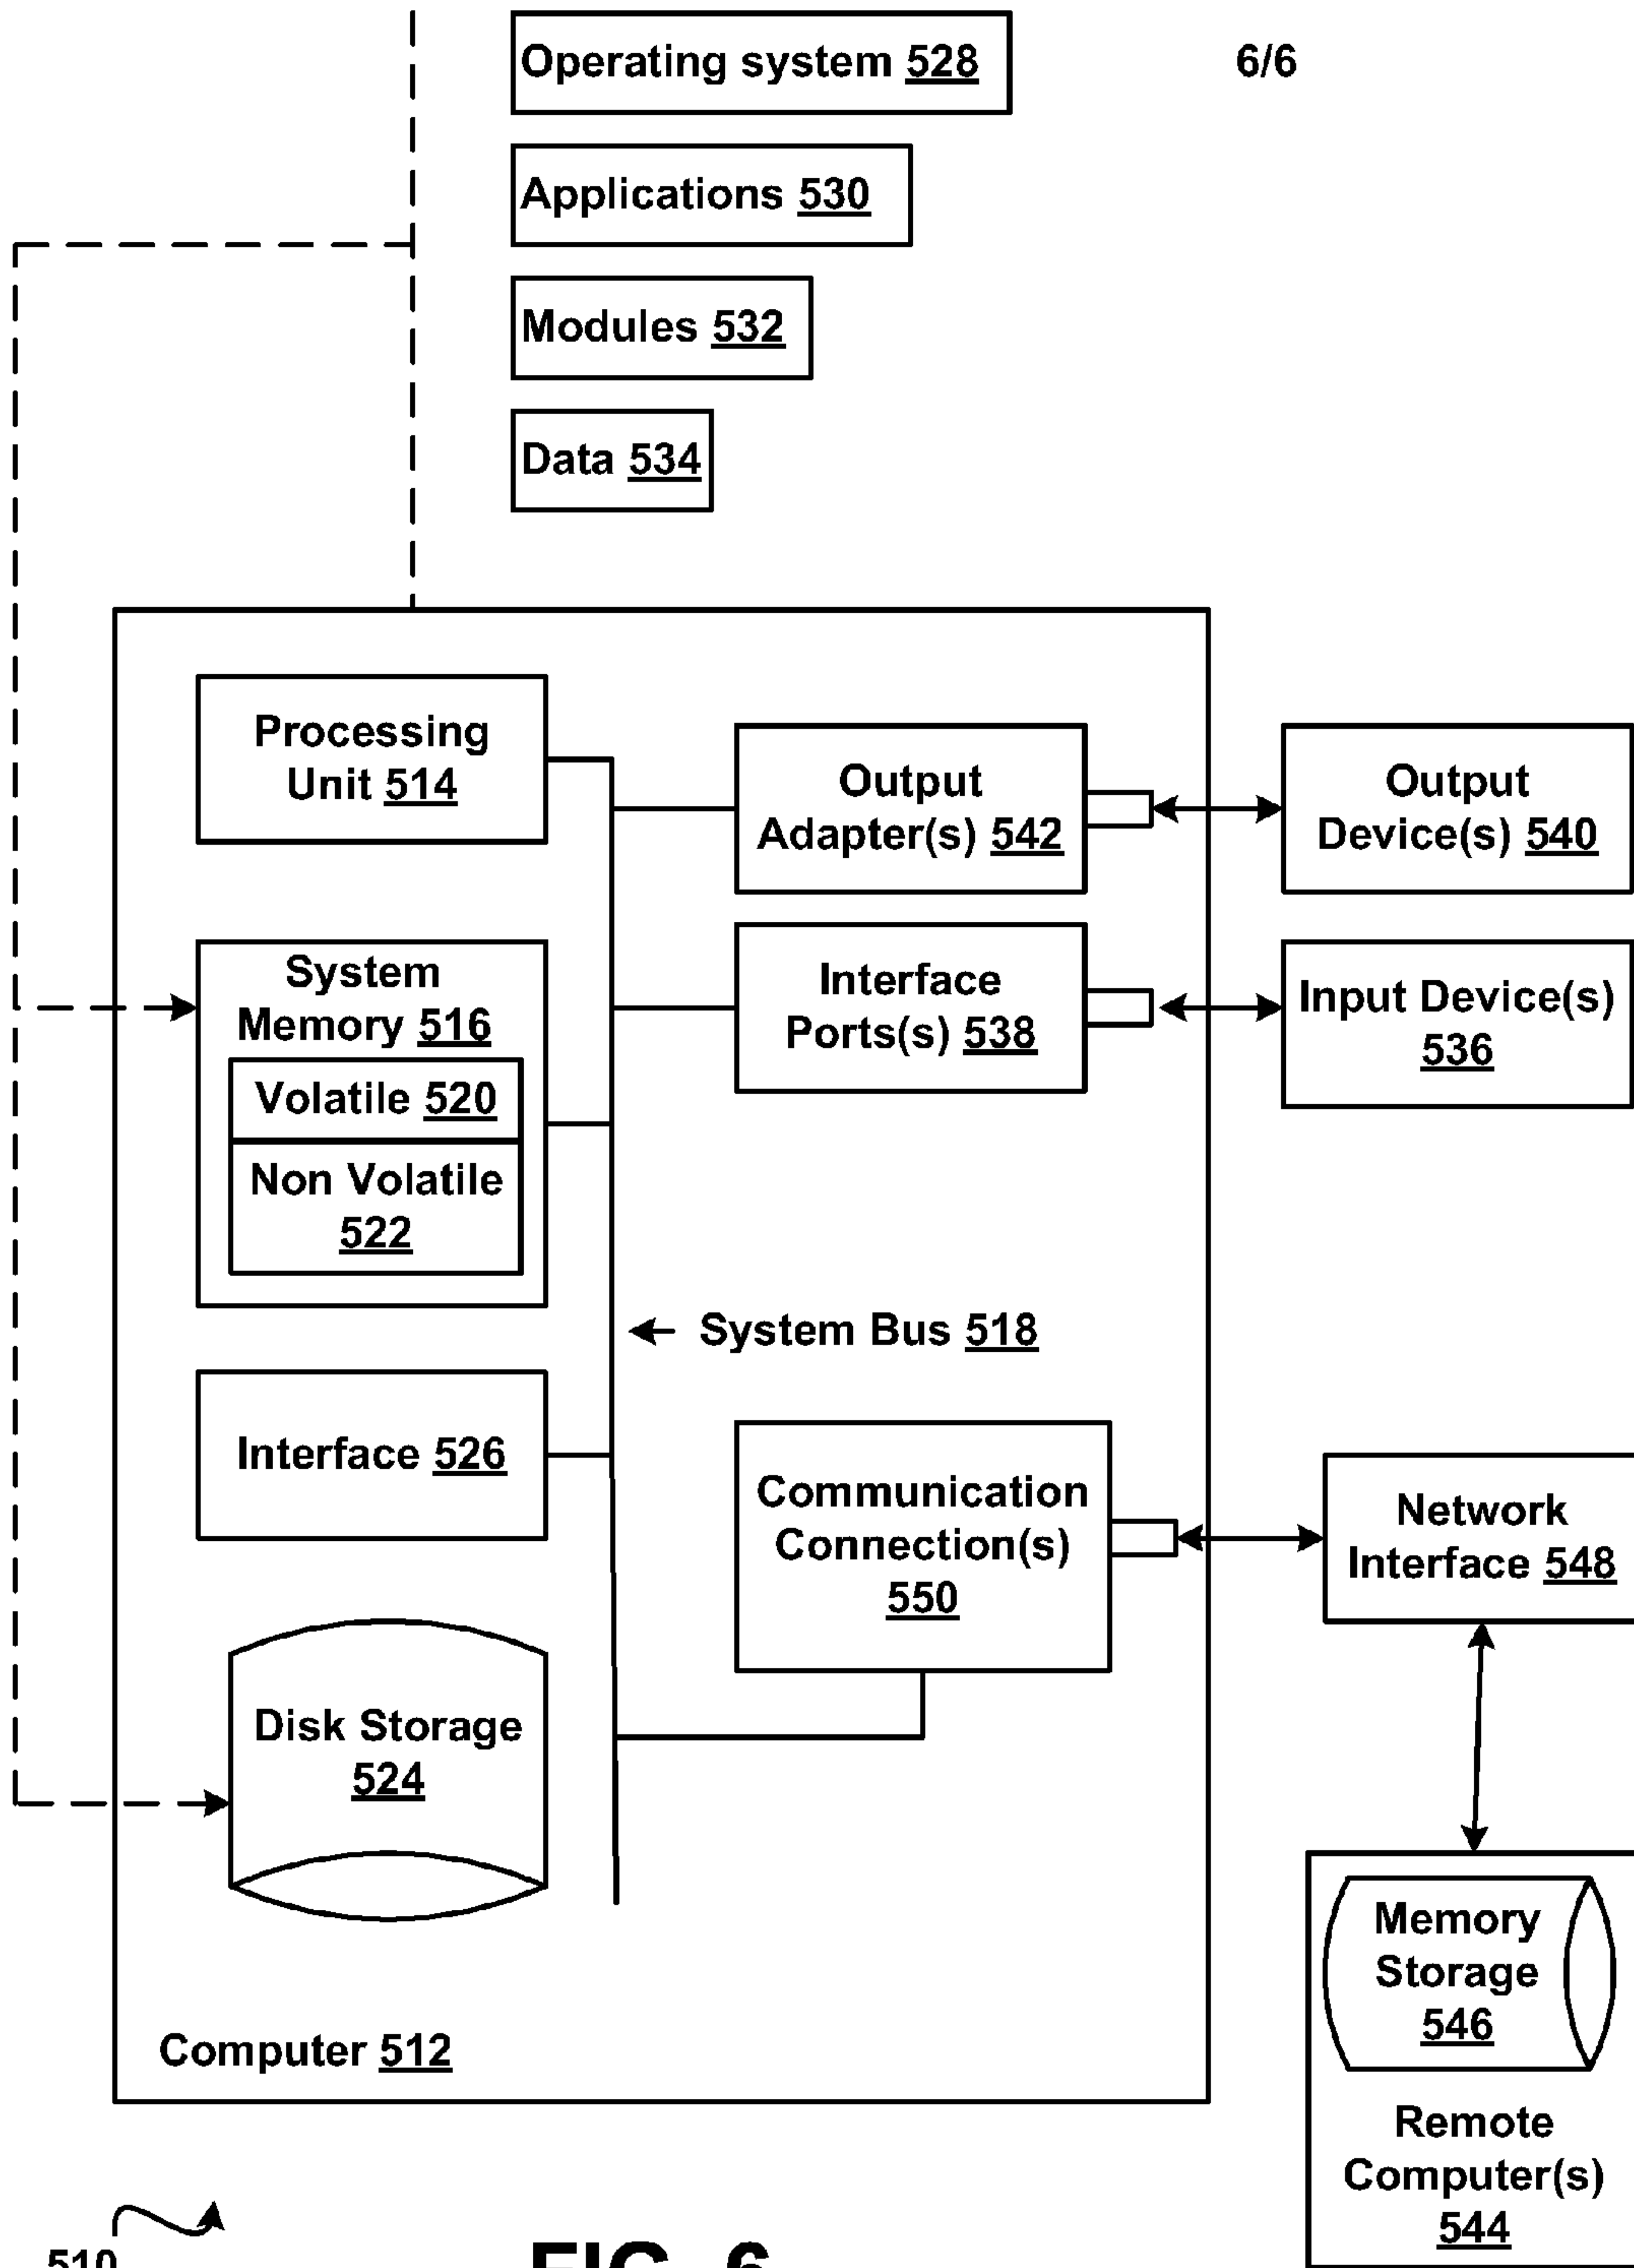 Operating system 528
6/6
Applications 530
Modules 532
Data 534
Processing
Unit 514
Output
Adapter(s) 542
Output
Device(s) 540
System
Memory 516
Volatile 520
Non Volatile
522
Interface
Ports(s) 538
Input Device(s)
536
System Bus 518
Interface 526
Communication
Connection(s)
550
Network
Interface 548
Disk Storage
524
Memory
Storage
546
Computer 512
Remote
Computer(s)
544
510
FIG. 6